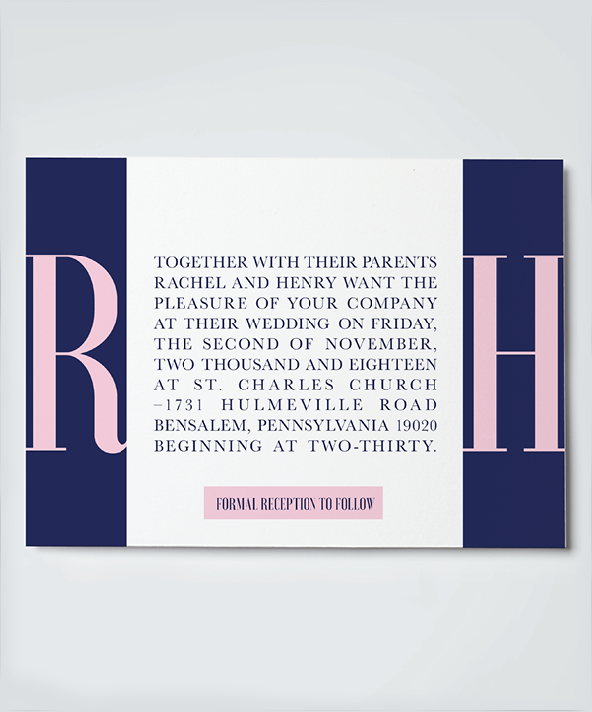 R
H
TOGETHER WITH THEIR PARENTS
RACHEL AND HENRY WANT THE
PLEASURE OF YOUR COMPANY
AT THEIR WEDDING ON FRIDAY,
THE SECOND OF NOVEMBER,
TWO THOUSAND AND EIGHTEEN
AT ST. CHARLES CHURCH
–1731 HULMEVILLE ROAD
BENSALEM, PENNSYLVANIA 19020
BEGINNING AT TWO-THIRTY.
FORMAL RECEPTION TO FOLLOW